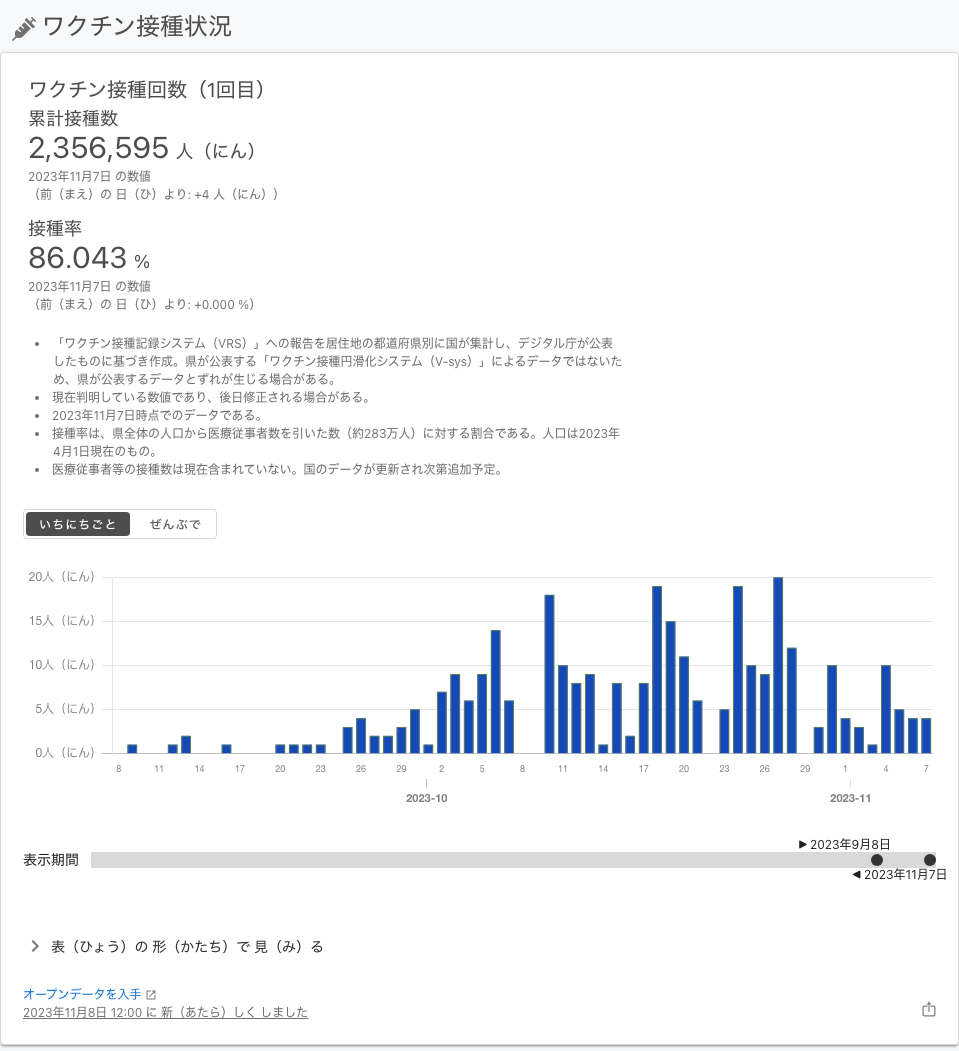 ワクチン接種状況
ワクチン接種回数（1回目）
累計接種数
2,356,595 人（にん）
2023年11月7日 の数値
（前（まえ）の 日（ひ）より: +4 人（にん））
接種率
86.043 %
2023年11月7日 の数値
（前（まえ）の 日（ひ）より: +0.000 %）
• 「ワクチン接種記録システム（VRS）」への報告を居住地の都道府県別に国が集計し、デジタル庁が公表
したものに基づき作成。県が公表する「ワクチン接種円滑化システム（V-sys）」によるデータではないた
め、県が公表するデータとずれが生じる場合がある。
• 現在判明している数値であり、後日修正される場合がある。
• 2023年11月7日時点でのデータである。
• 接種率は、県全体の人口から医療従事者数を引いた数（約283万人）に対する割合である。人口は2023年
4月1日現在のもの。
• 医療従事者等の接種数は現在含まれていない。国のデータが更新され次第追加予定。
いちにちごと ぜんぶで
20人（にん）
15人（にん）
10人（にん）
5人（にん）
0人（にん）
8 11 14 17 20 23 26 29 2 5 8 11 14 17 20 23 26 29 1 4 7
2023-10 2023-11
▶ 2023年9月8日
表示期間
◀ 2023年11月7日
表（ひょう）の 形（かたち）で 見（み）る
オープンデータを入手
2023年11月8日 12:00 に 新（あたら）しく しました